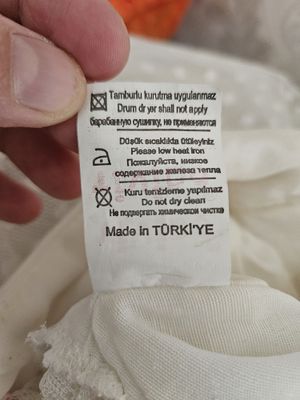 Tamburlu kurutma uygulanmaz
Drum dryer shall not apply
барабанную сушилку, не применяются
Düşük sıcaklıkta ütüleyiniz
Please low heat iron
Пожалуйста, низкое
содержание железа тепла
Kuru temizleme yapılmaz
Do not dry clean
Не подвергать химической чистке
Made in TÜRKİYE